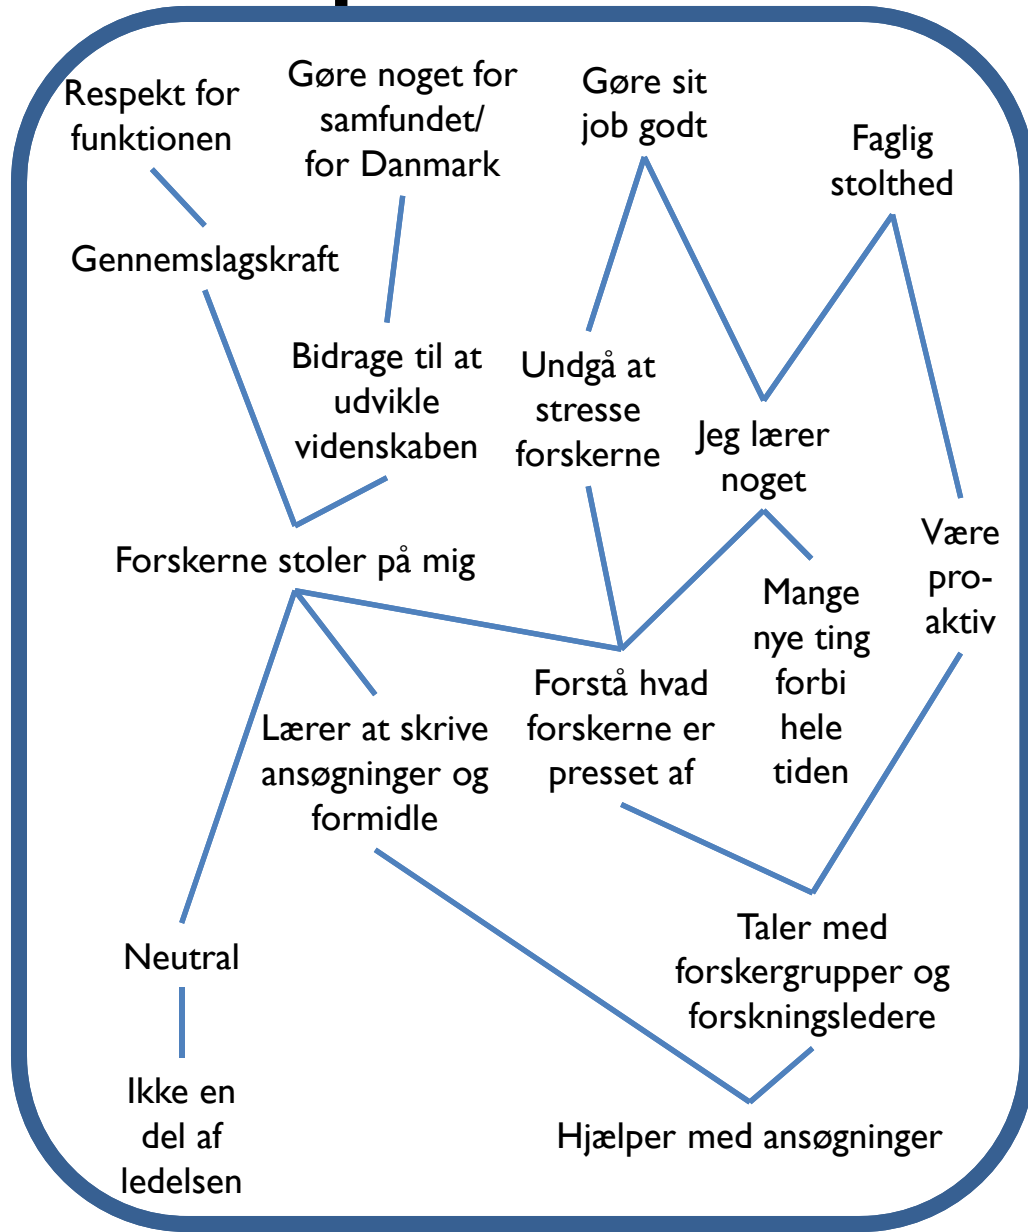 Respekt for
funktionen
Gøre noget for
samfundet/
for Danmark
Gøre sit
job godt
Faglig
stolthed
Gennemslagskraft
Bidrage til at
udvikle
videnskaben
Undgå at
stresse
forskerne
Jeg lærer
noget
Være
pro-
aktiv
Forskerne stoler på mig
Mange
nye ting
forbi
hele
tiden
Lærer at skrive
ansøgninger og
formidle
Forstå hvad
forskerne er
presset af
Neutral
Taler med
forskergrupper og
forskningsledere
Ikke en
del af
ledelsen
Hjælper med ansøgninger